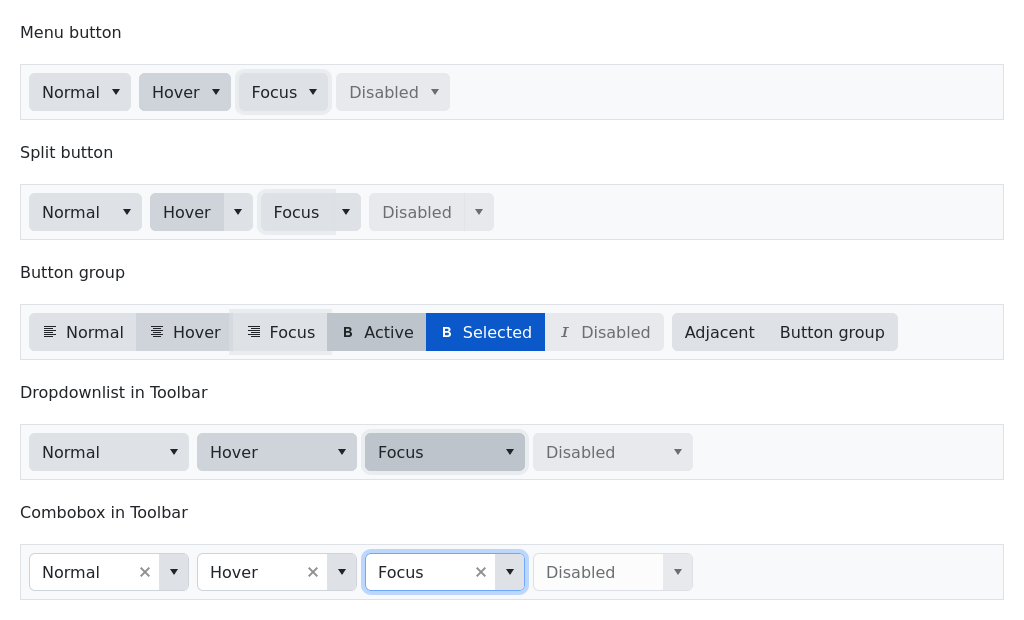 Menu button
Normal Hover Focus Disabled
Split button
Normal Hover Focus Disabled
Button group
Normal Hover Focus B Active B Selected I Disabled Adjacent Button group
Dropdownlist in Toolbar
Normal Hover Focus Disabled
Combobox in Toolbar
Normal Hover Focus Disabled